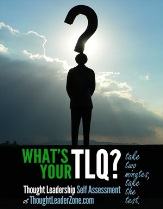 WHAT'S
YOUR TLQ?
take
two
minutes,
take
the
test.
Thought Leadership Self Assessment
at ThoughtLeaderZone.com